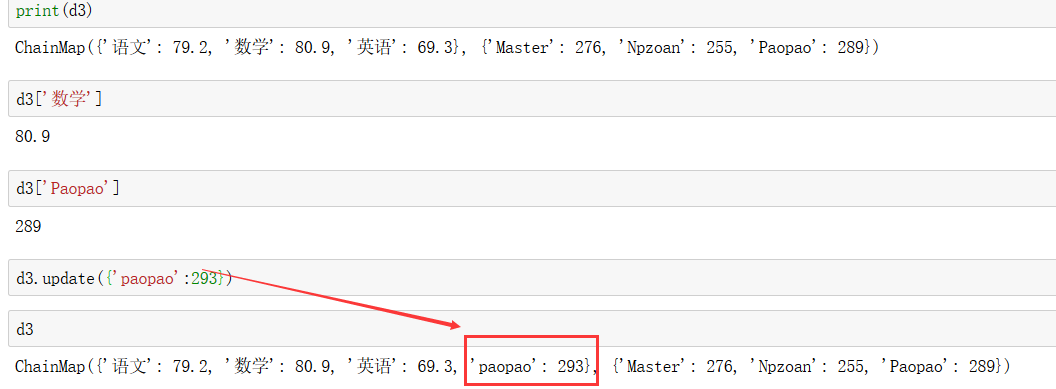 print(d3)
ChainMap({'语文': 79.2, '数学': 80.9, '英语': 69.3}, {'Master': 276, 'Npzoan': 255, 'Paopao': 289})
d3['数学']
80.9
d3['Paopao']
289
d3.update({'paopao':293})
d3
ChainMap({'语文': 79.2, '数学': 80.9, '英语': 69.3, 'paopao': 293}, {'Master': 276, 'Npzoan': 255, 'Paopao': 289})